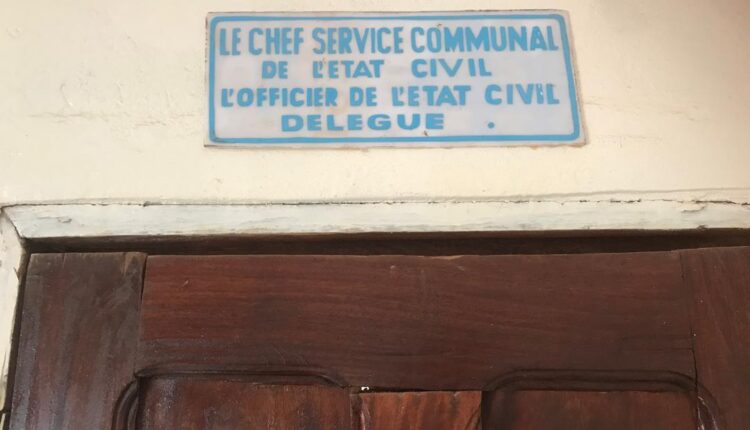 LE CHEF SERVICE COMMUNAL
DE L'ETAT CIVIL
L'OFFICIER DE L'ETAT CIVIL
DELEGUE .